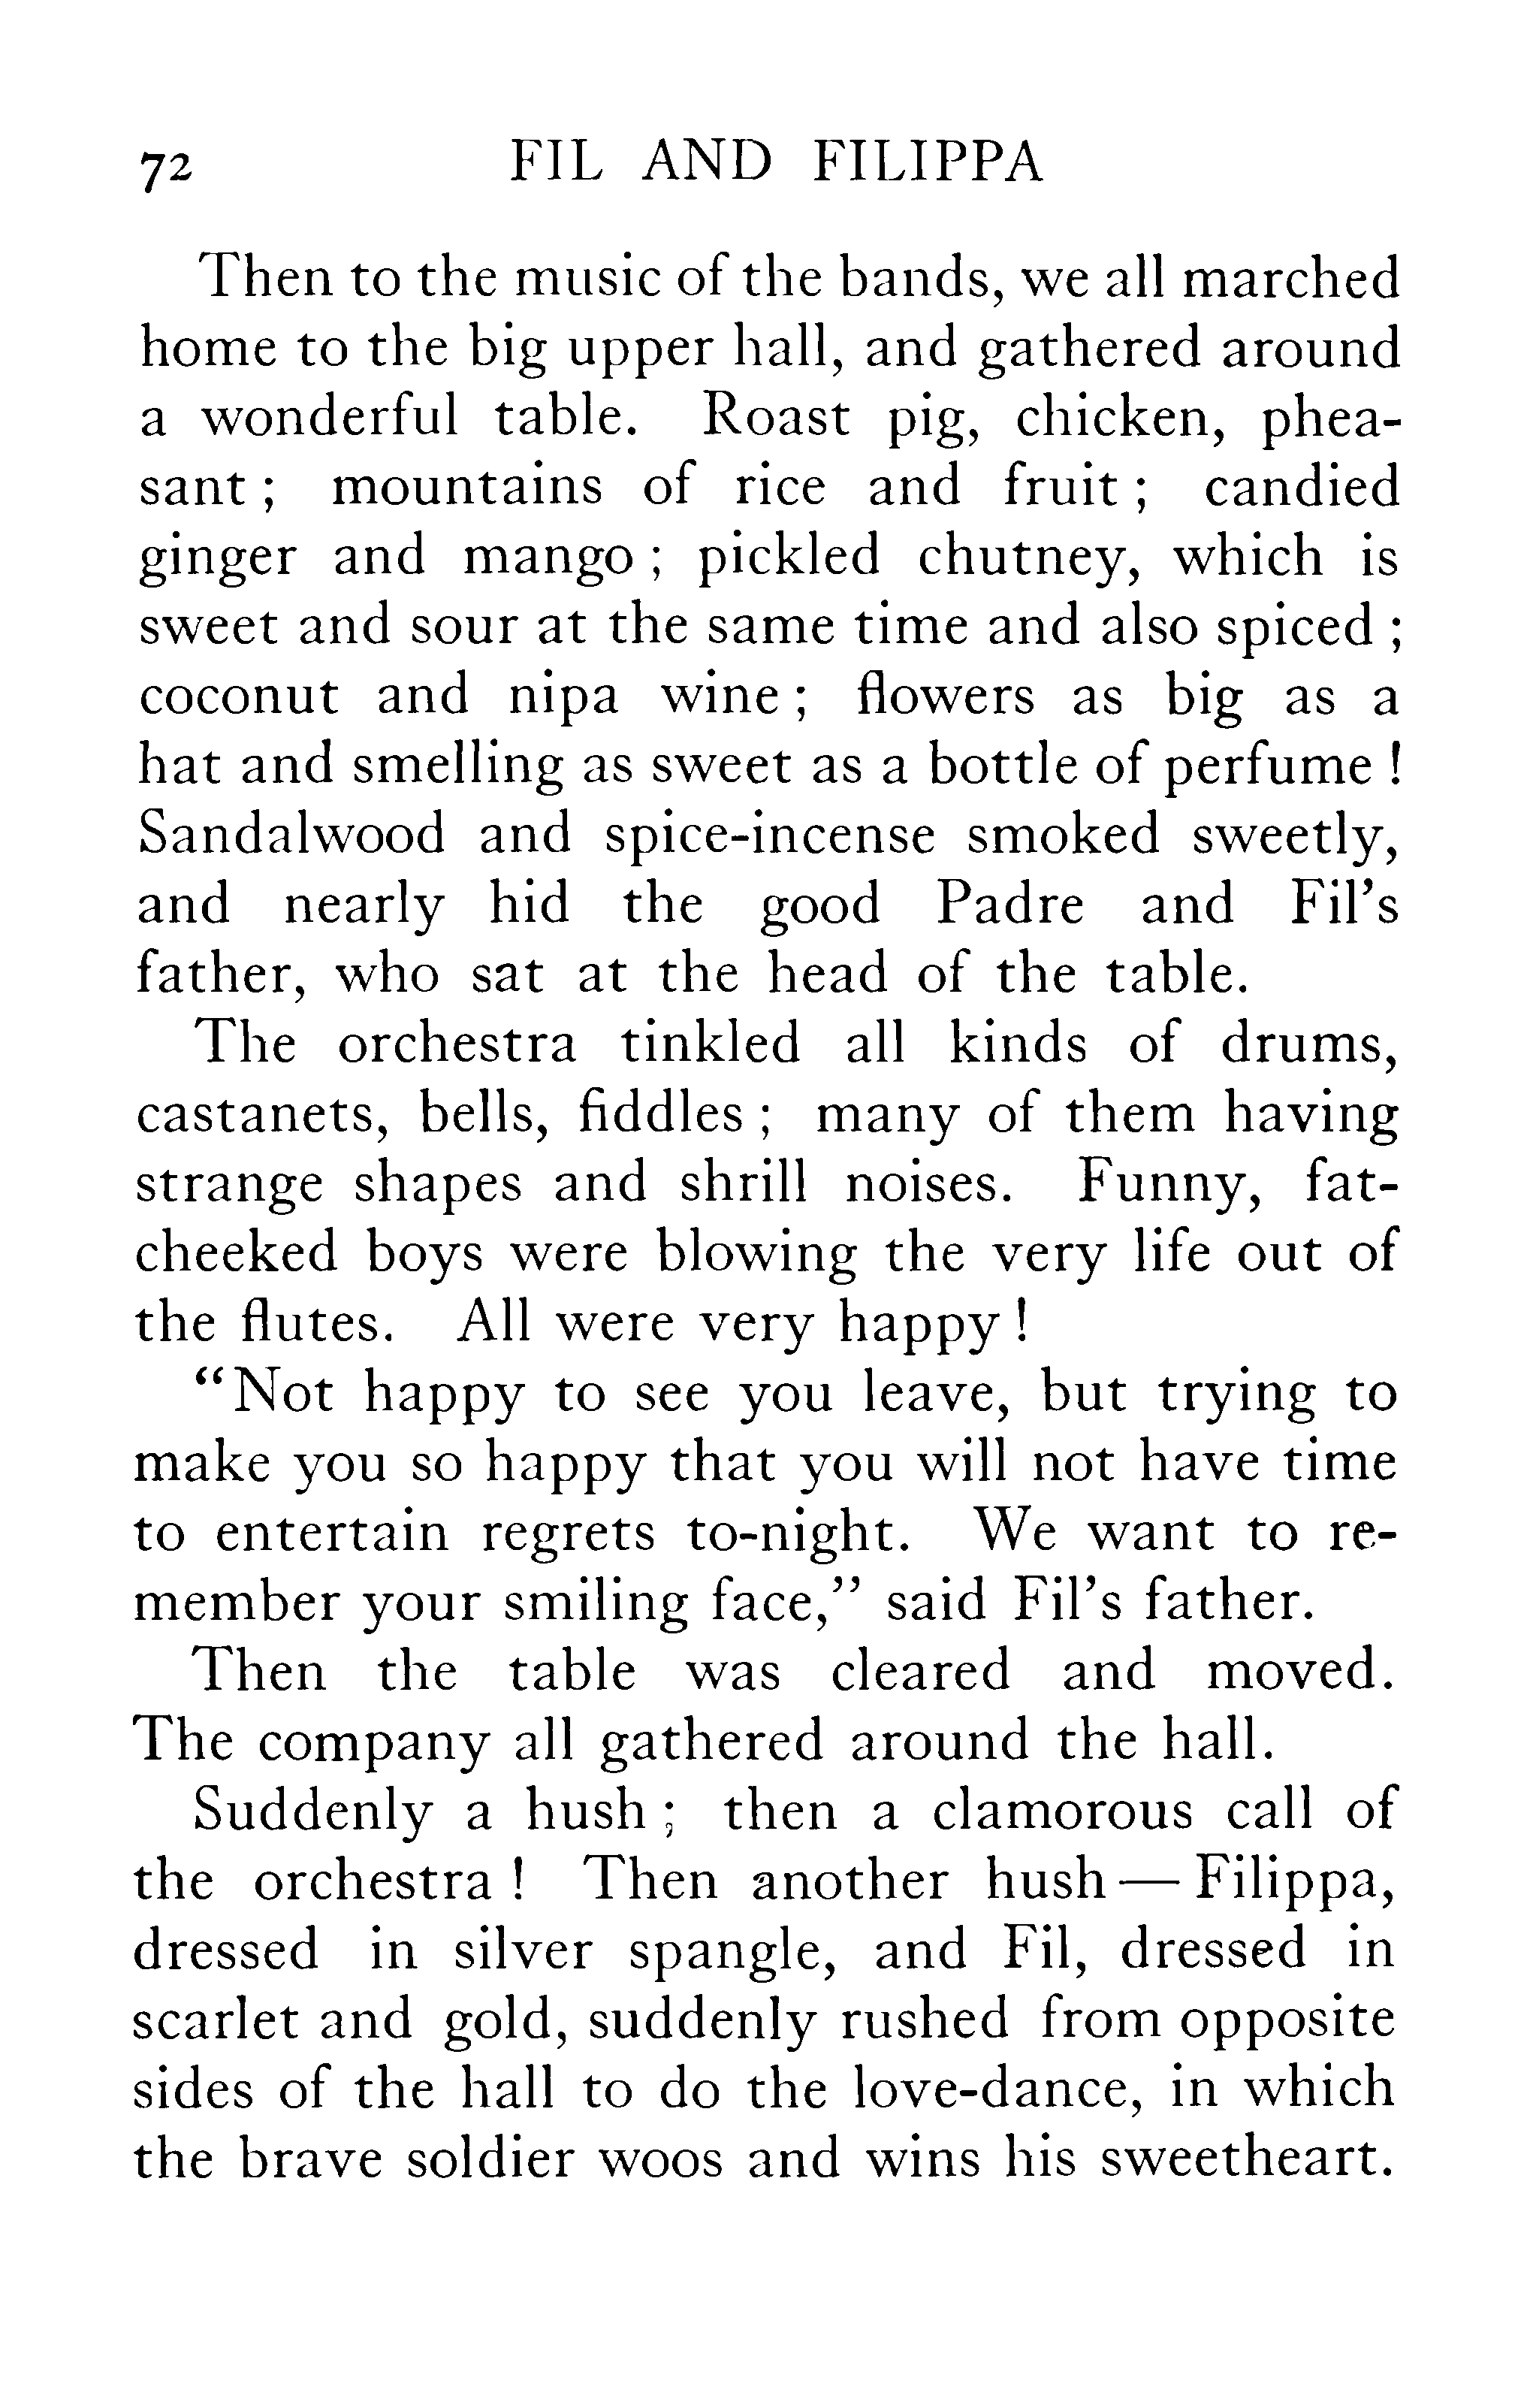 72 FIL AND FILIPPA
Then to the music of the bands, we all marched
home to the big upper hall, and gathered around
a wonderful table. Roast pig, chicken, phea-
sant ; mountains of rice and fruit ; candied
ginger and mango ; pickled chutney, which is
sweet and sour at the same time and also spiced ;
coconut and nipa wine ; flowers as big as a
hat and smelling as sweet as a bottle of perfume !
Sandalwood and spice-incense smoked sweetly,
and nearly hid the good Padre and Fil’s
father, who sat at the head of the table.
The orchestra tinkled all kinds of drums,
castanets, bells, fiddles ; many of them having
strange shapes and shrill noises. Funny, fat-
cheeked boys were blowing the very life out of
the flutes. All were very happy !
“Not happy to see you leave, but trying to
make you so happy that you will not have time
to entertain regrets to-night. We want to re-
member your smiling face,” said Fil’s father.
Then the table was cleared and moved.
The company all gathered around the hall.
Suddenly a hush ; then a clamorous call of
the orchestra ! Then another hush — Filippa,
dressed in silver spangle, and Fil, dressed in
scarlet and gold, suddenly rushed from opposite
sides of the hall to do the love-dance, in which
the brave soldier woos and wins his sweetheart.